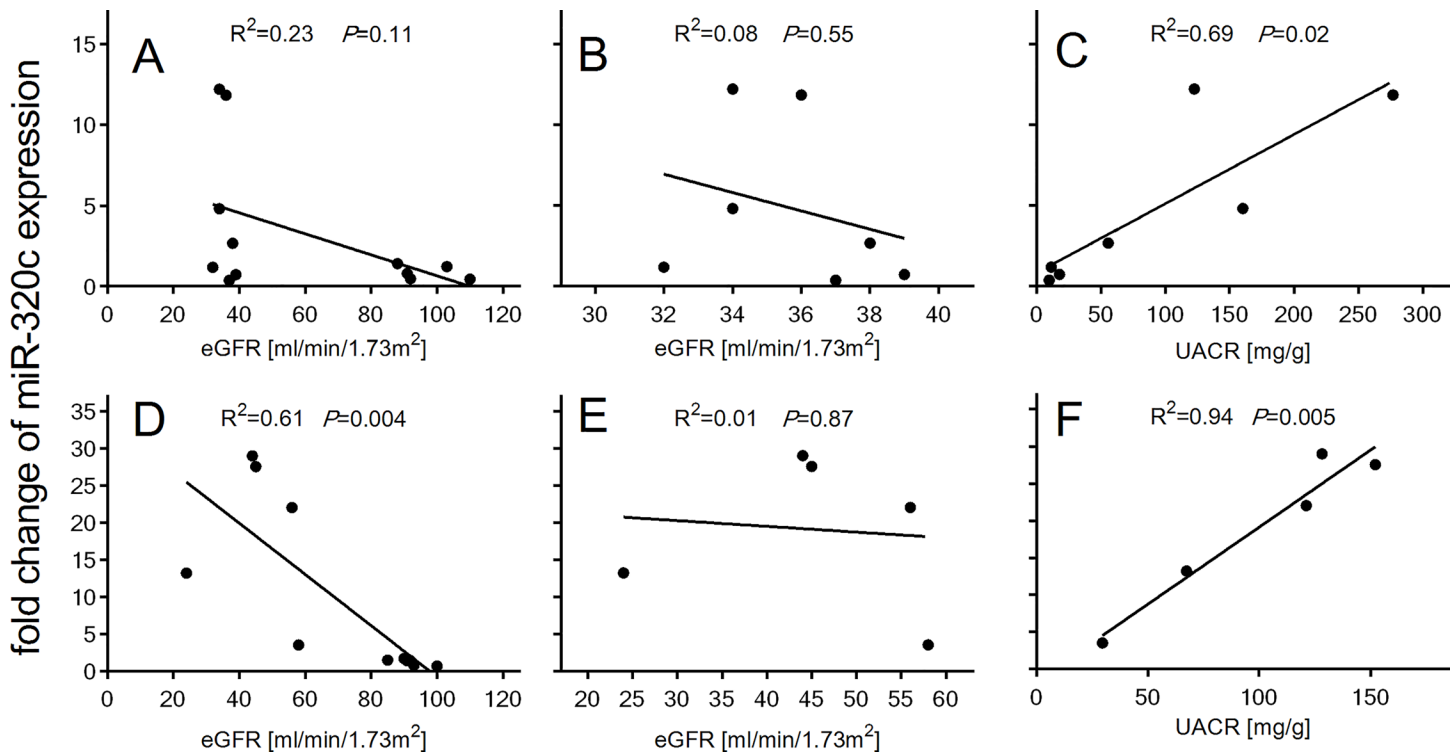 fold change of miR-320c expression
A
R²=0.23 P=0.11
15
10
5
0
0 20 40 60 80 100 120
eGFR [ml/min/1.73m²]
B
R²=0.08 P=0.55
30 32 34 36 38 40
eGFR [ml/min/1.73m²]
C
R²=0.69 P=0.02
0 50 100 150 200 250 300
UACR [mg/g]
D
R²=0.61 P=0.004
35
30
25
20
15
10
5
0
0 20 40 60 80 100 120
eGFR [ml/min/1.73m²]
E
R²=0.01 P=0.87
20 25 30 35 40 45 50 55 60
eGFR [ml/min/1.73m²]
F
R²=0.94 P=0.005
0 50 100 150
UACR [mg/g]